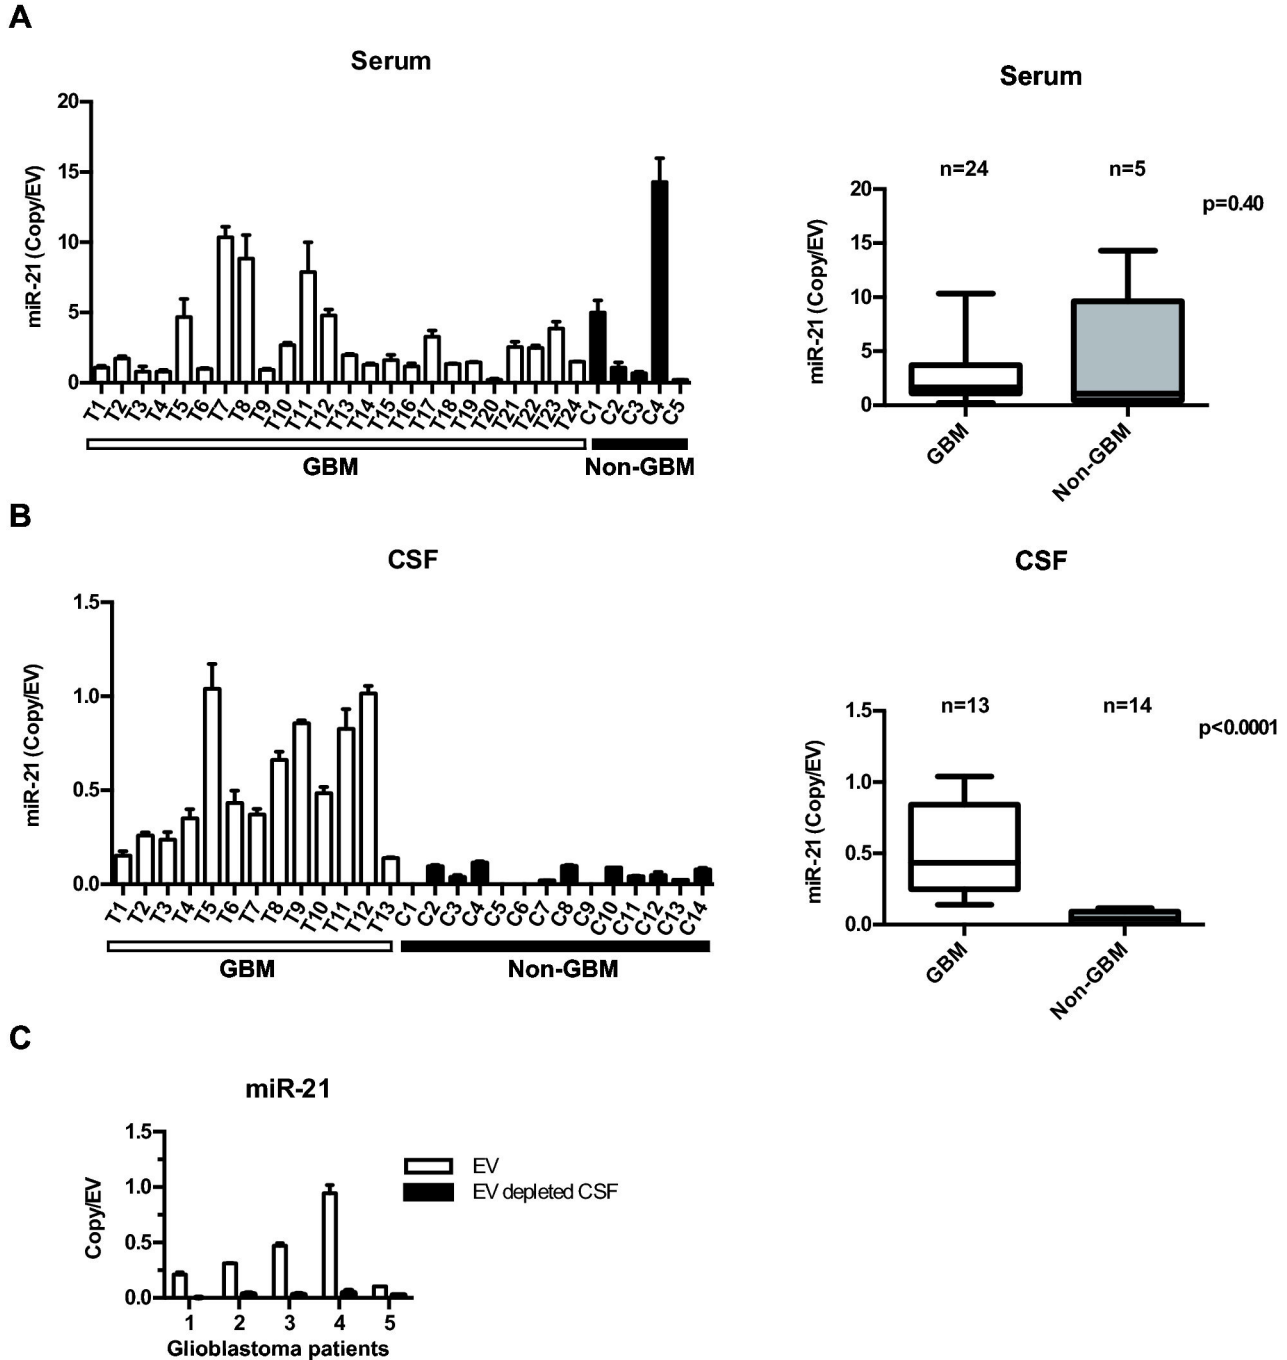 A
Serum
20
15
10
5
0
miR-21 (Copy/EV)
T1 T2 T3 T4 T5 T6 T7 T8 T9 T10 T11 T12 T13 T14 T15 T16 T17 T18 T19 T20 T21 T22 T23 T24 C1 C2 C3 C4 C5
GBM Non-GBM
Serum
n=24 n=5
p=0.40
20
15
10
5
0
miR-21 (Copy/EV)
GBM Non-GBM
B
CSF
1.5
1.0
0.5
0.0
miR-21 (Copy/EV)
T1 T2 T3 T4 T5 T6 T7 T8 T9 T10 T11 T12 T13 C1 C2 C3 C4 C5 C6 C7 C8 C9 C10 C11 C12 C13 C14
GBM Non-GBM
CSF
n=13 n=14
p<0.0001
1.5
1.0
0.5
0.0
miR-21 (Copy/EV)
GBM Non-GBM
C
miR-21
1.5
1.0
0.5
0.0
Copy/EV
EV
EV depleted CSF
1 2 3 4 5
Glioblastoma patients